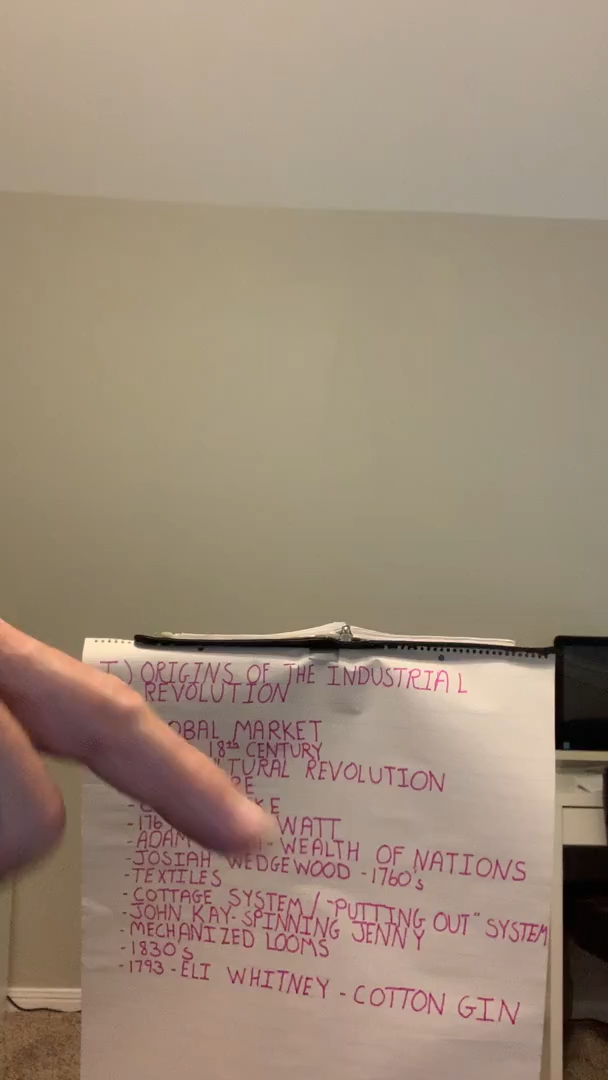 I) ORIGINS OF THE INDUSTRIAL
REVOLUTION
OBAL MARKET
18th CENTURY
TURAL REVOLUTION
RE
KE
-176 WATT
-ADAM - WEALTH OF NATIONS
-JOSIAH WEDGEWOOD - 1760's
-TEXTILES
-COTTAGE SYSTEM / "PUTTING OUT" SYSTEM
-JOHN KAY- SPINNING JENNY
-MECHANIZED LOOMS
-1830's
-1793 - ELI WHITNEY - COTTON GIN